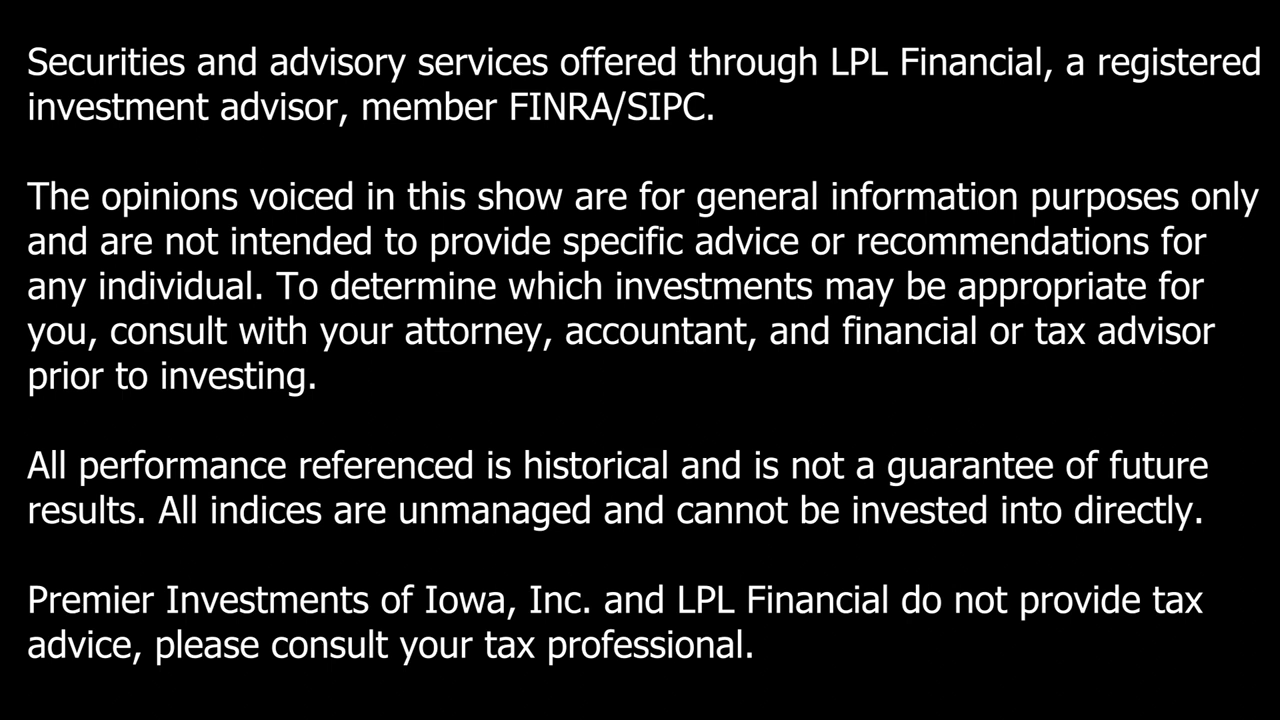 Securities and advisory services offered through LPL Financial, a registered
investment advisor, member FINRA/SIPC.
The opinions voiced in this show are for general information purposes only
and are not intended to provide specific advice or recommendations for
any individual. To determine which investments may be appropriate for
you, consult with your attorney, accountant, and financial or tax advisor
prior to investing.
All performance referenced is historical and is not a guarantee of future
results. All indices are unmanaged and cannot be invested into directly.
Premier Investments of Iowa, Inc. and LPL Financial do not provide tax
advice, please consult your tax professional.